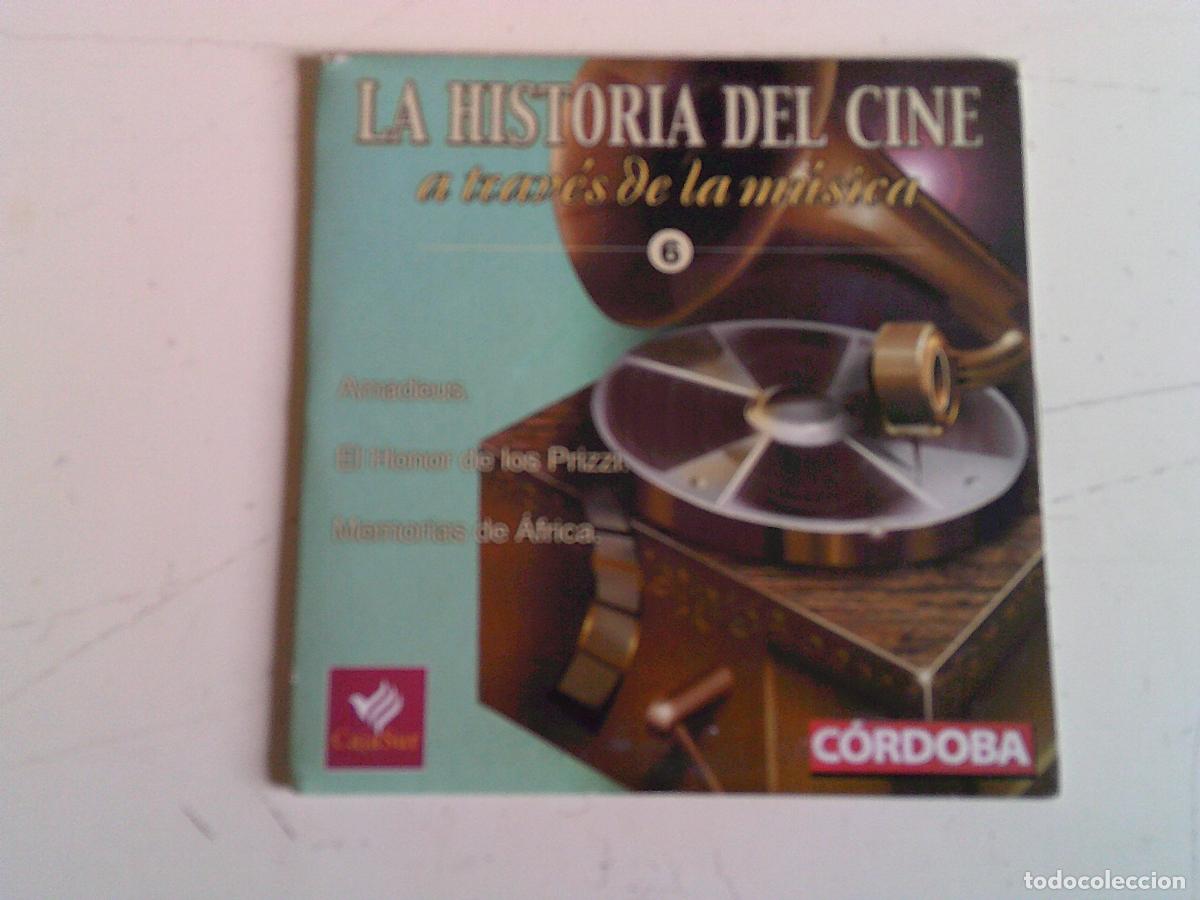 LA HISTORIA DEL CINE
a través de la música
6
Amadeus.
El Honor de los Prizzi.
Memorias de África.
CajaSur
CÓRDOBA
todocoleccion